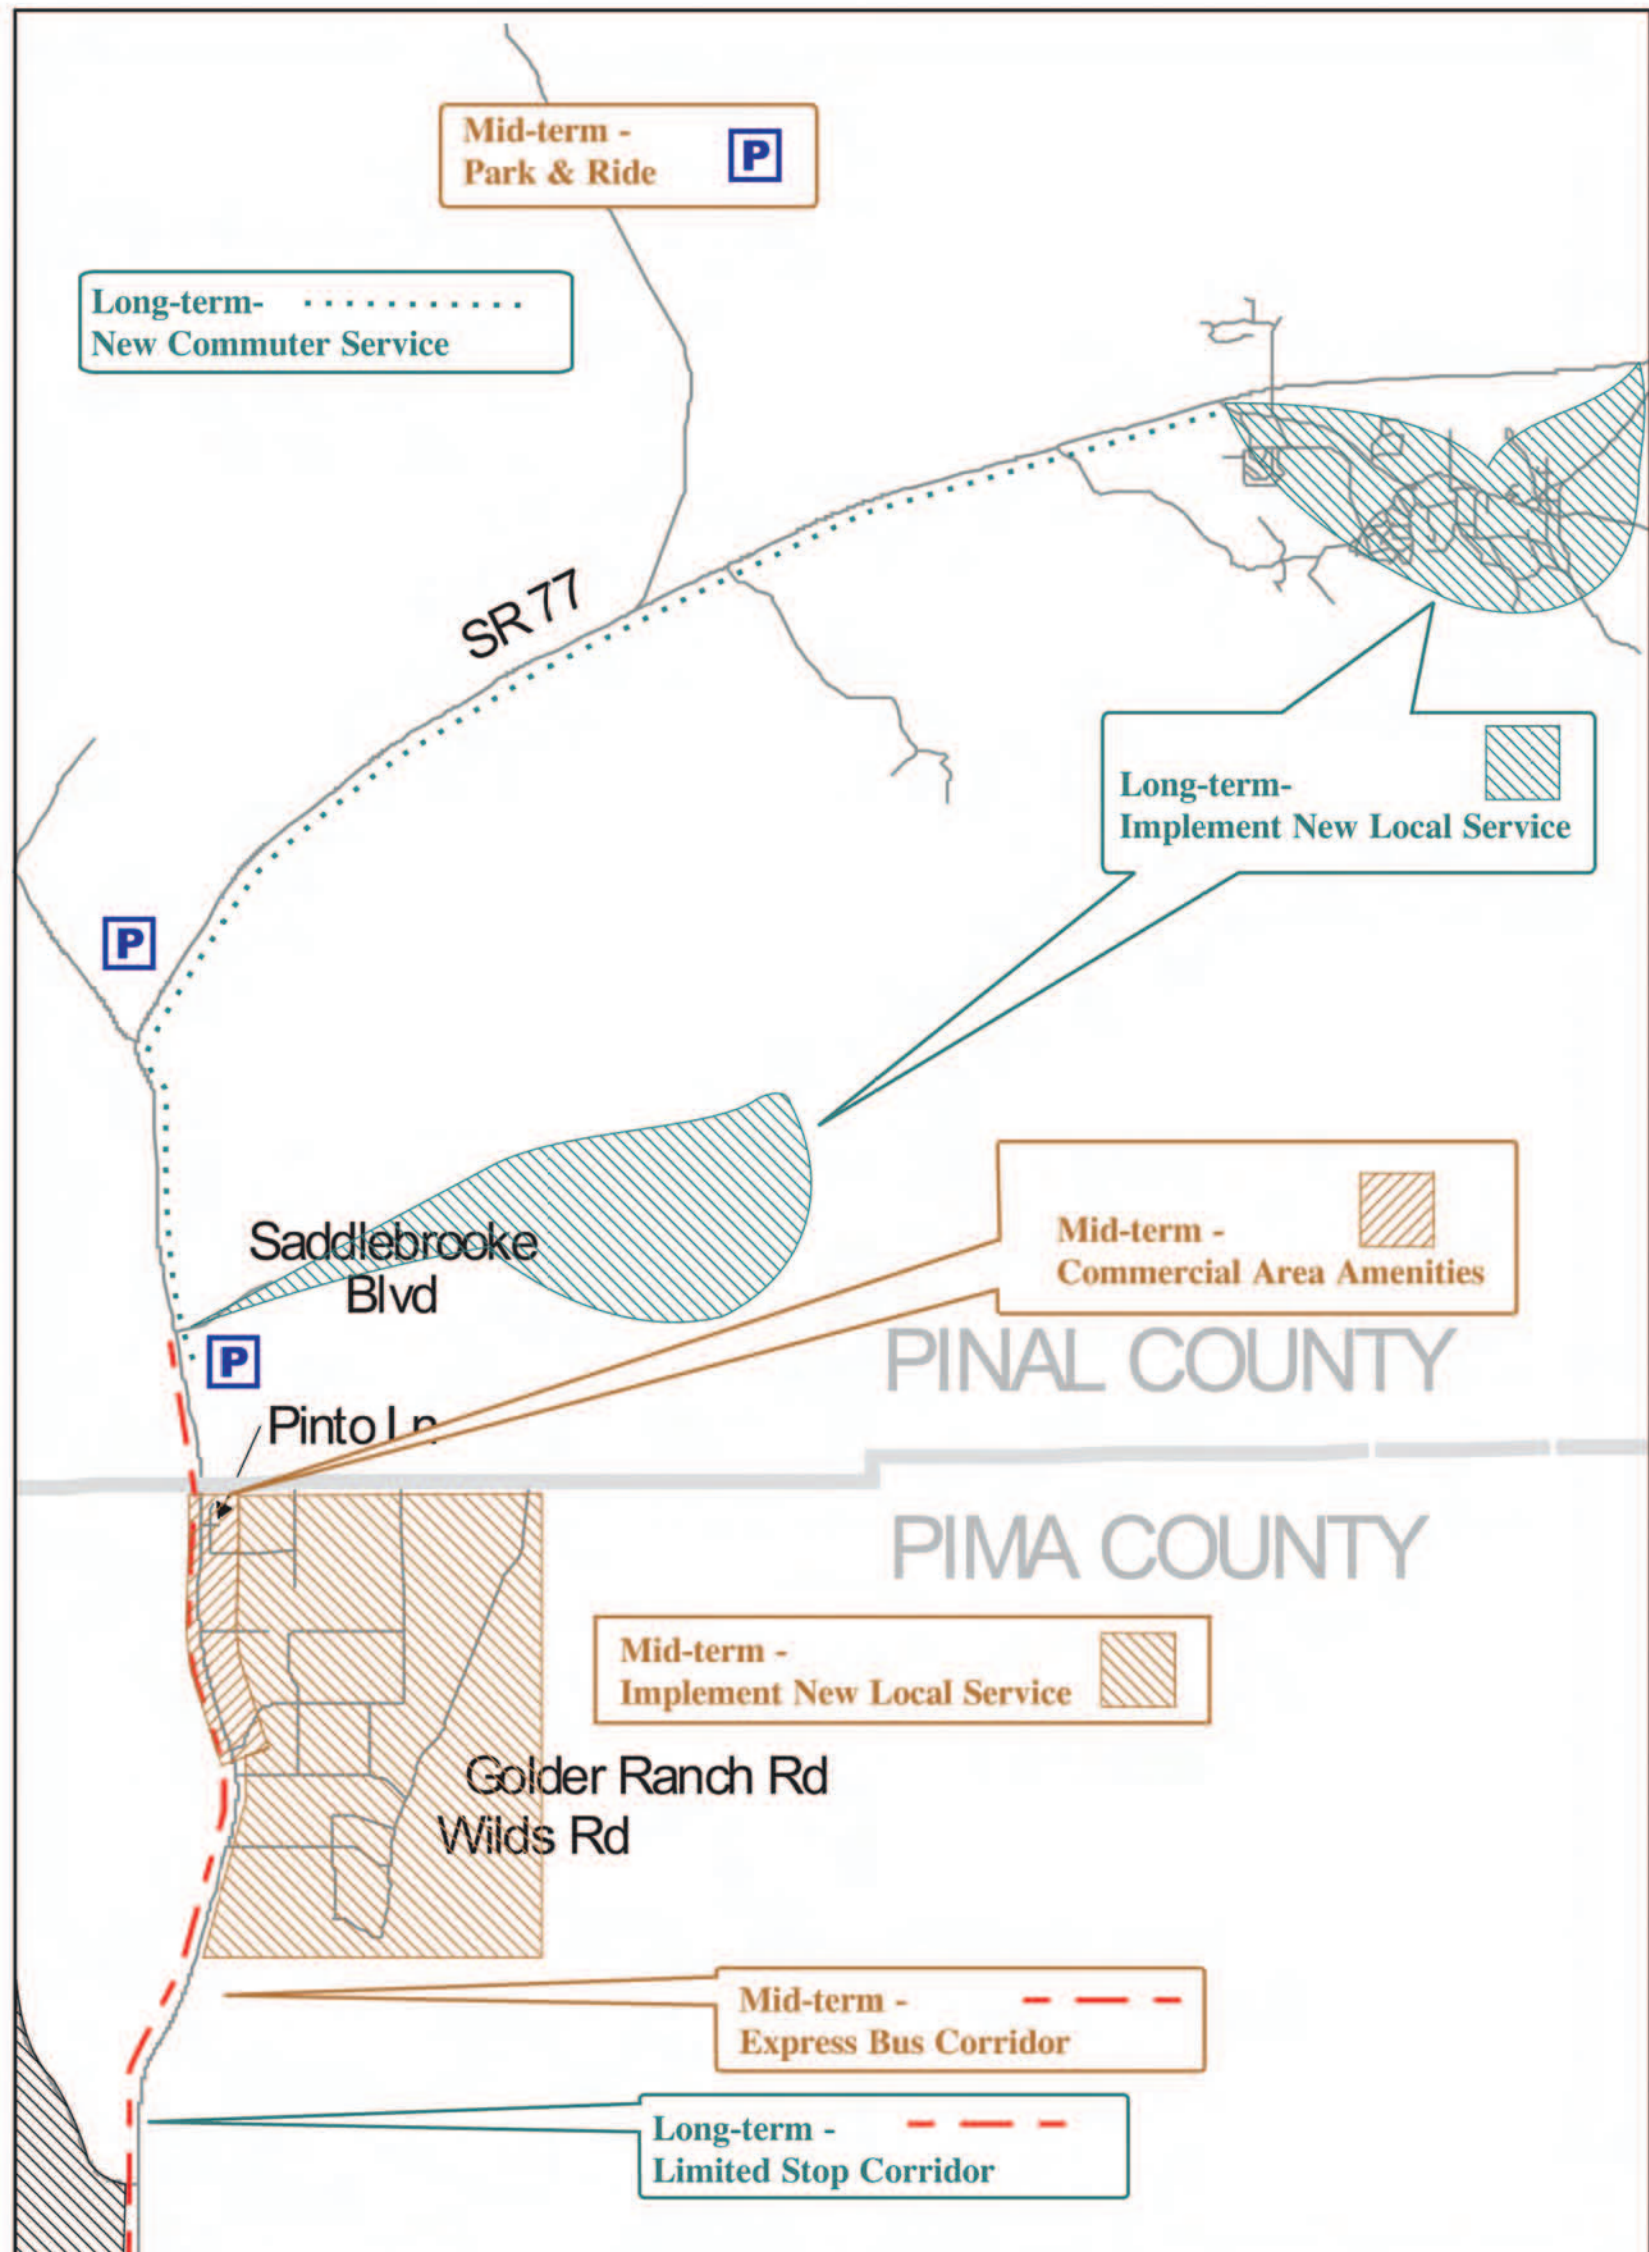 Mid-term -
Park & Ride
P
Long-term-
New Commuter Service
SR 77
Long-term-
Implement New Local Service
P
Saddlebrooke
Blvd
Mid-term -
Commercial Area Amenities
P
PINAL COUNTY
Pinto Ln
PIMA COUNTY
Mid-term -
Implement New Local Service
Golder Ranch Rd
Wilds Rd
Mid-term -
Express Bus Corridor
Long-term -
Limited Stop Corridor